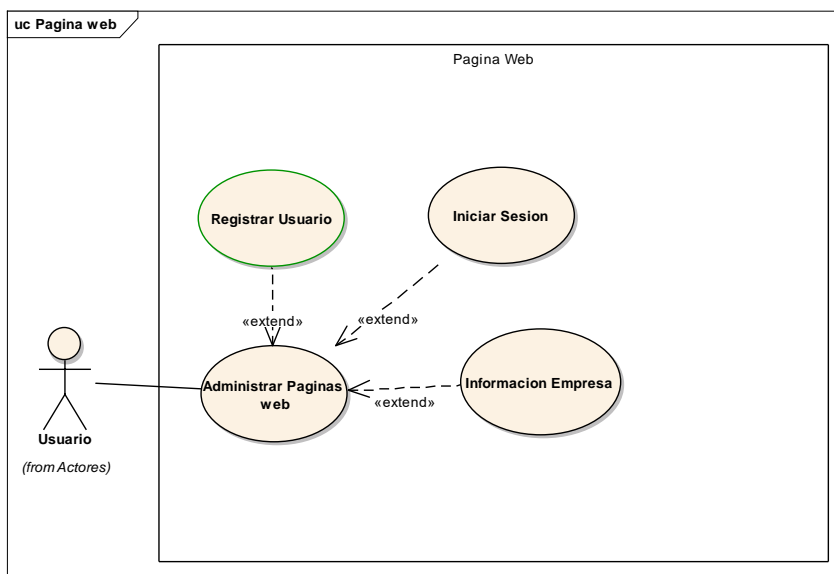 uc Pagina web
Pagina Web
Registrar Usuario
Iniciar Sesion
«extend»
«extend»
Administrar Paginas
web
Informacion Empresa
«extend»
Usuario
(from Actores)